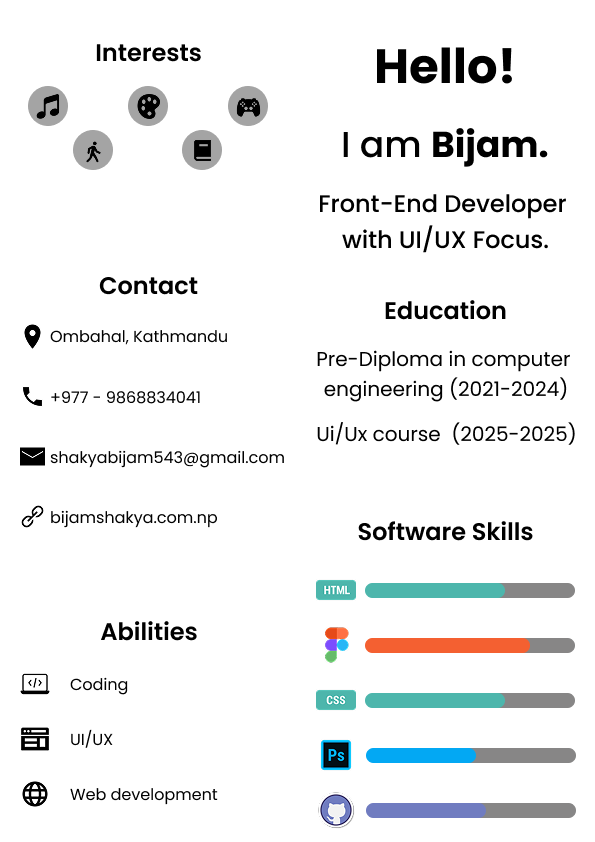 Interests
Contact
Ombahal, Kathmandu
+977 - 9868834041
shakyabijam543@gmail.com
bijamshakya.com.np
Abilities
Coding
UI/UX
Web development
Hello!
I am Bijam.
Front-End Developer
with UI/UX Focus.
Education
Pre-Diploma in computer
engineering (2021-2024)
Ui/Ux course (2025-2025)
Software Skills
HTML
CSS
Ps